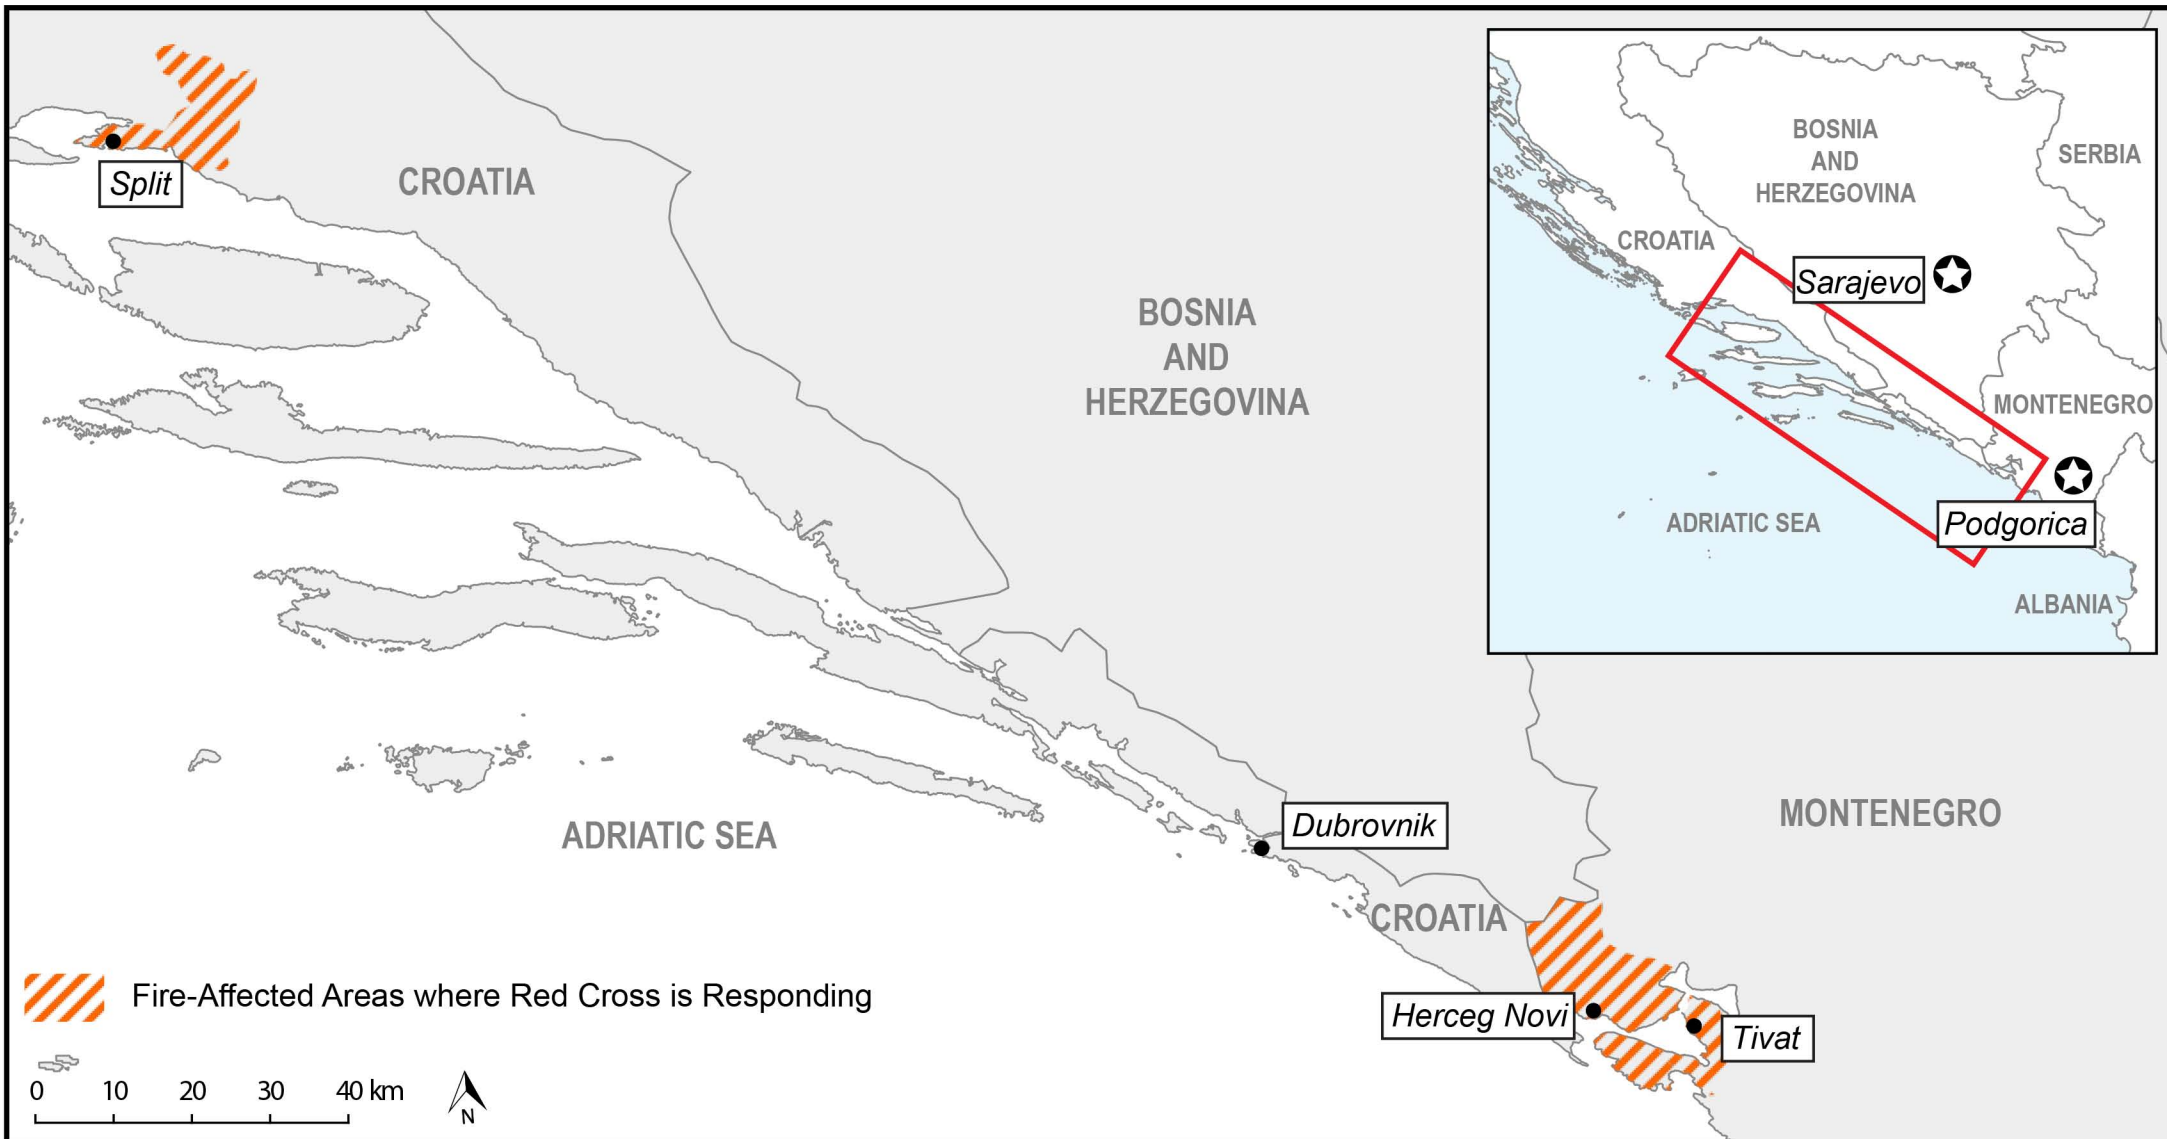 Split
CROATIA
BOSNIA
AND
HERZEGOVINA
ADRIATIC SEA
Dubrovnik
MONTENEGRO
CROATIA
Herceg Novi
Tivat
Fire-Affected Areas where Red Cross is Responding
0 10 20 30 40 km
N
BOSNIA
AND
HERZEGOVINA
SERBIA
CROATIA
Sarajevo
MONTENEGRO
ADRIATIC SEA
Podgorica
ALBANIA